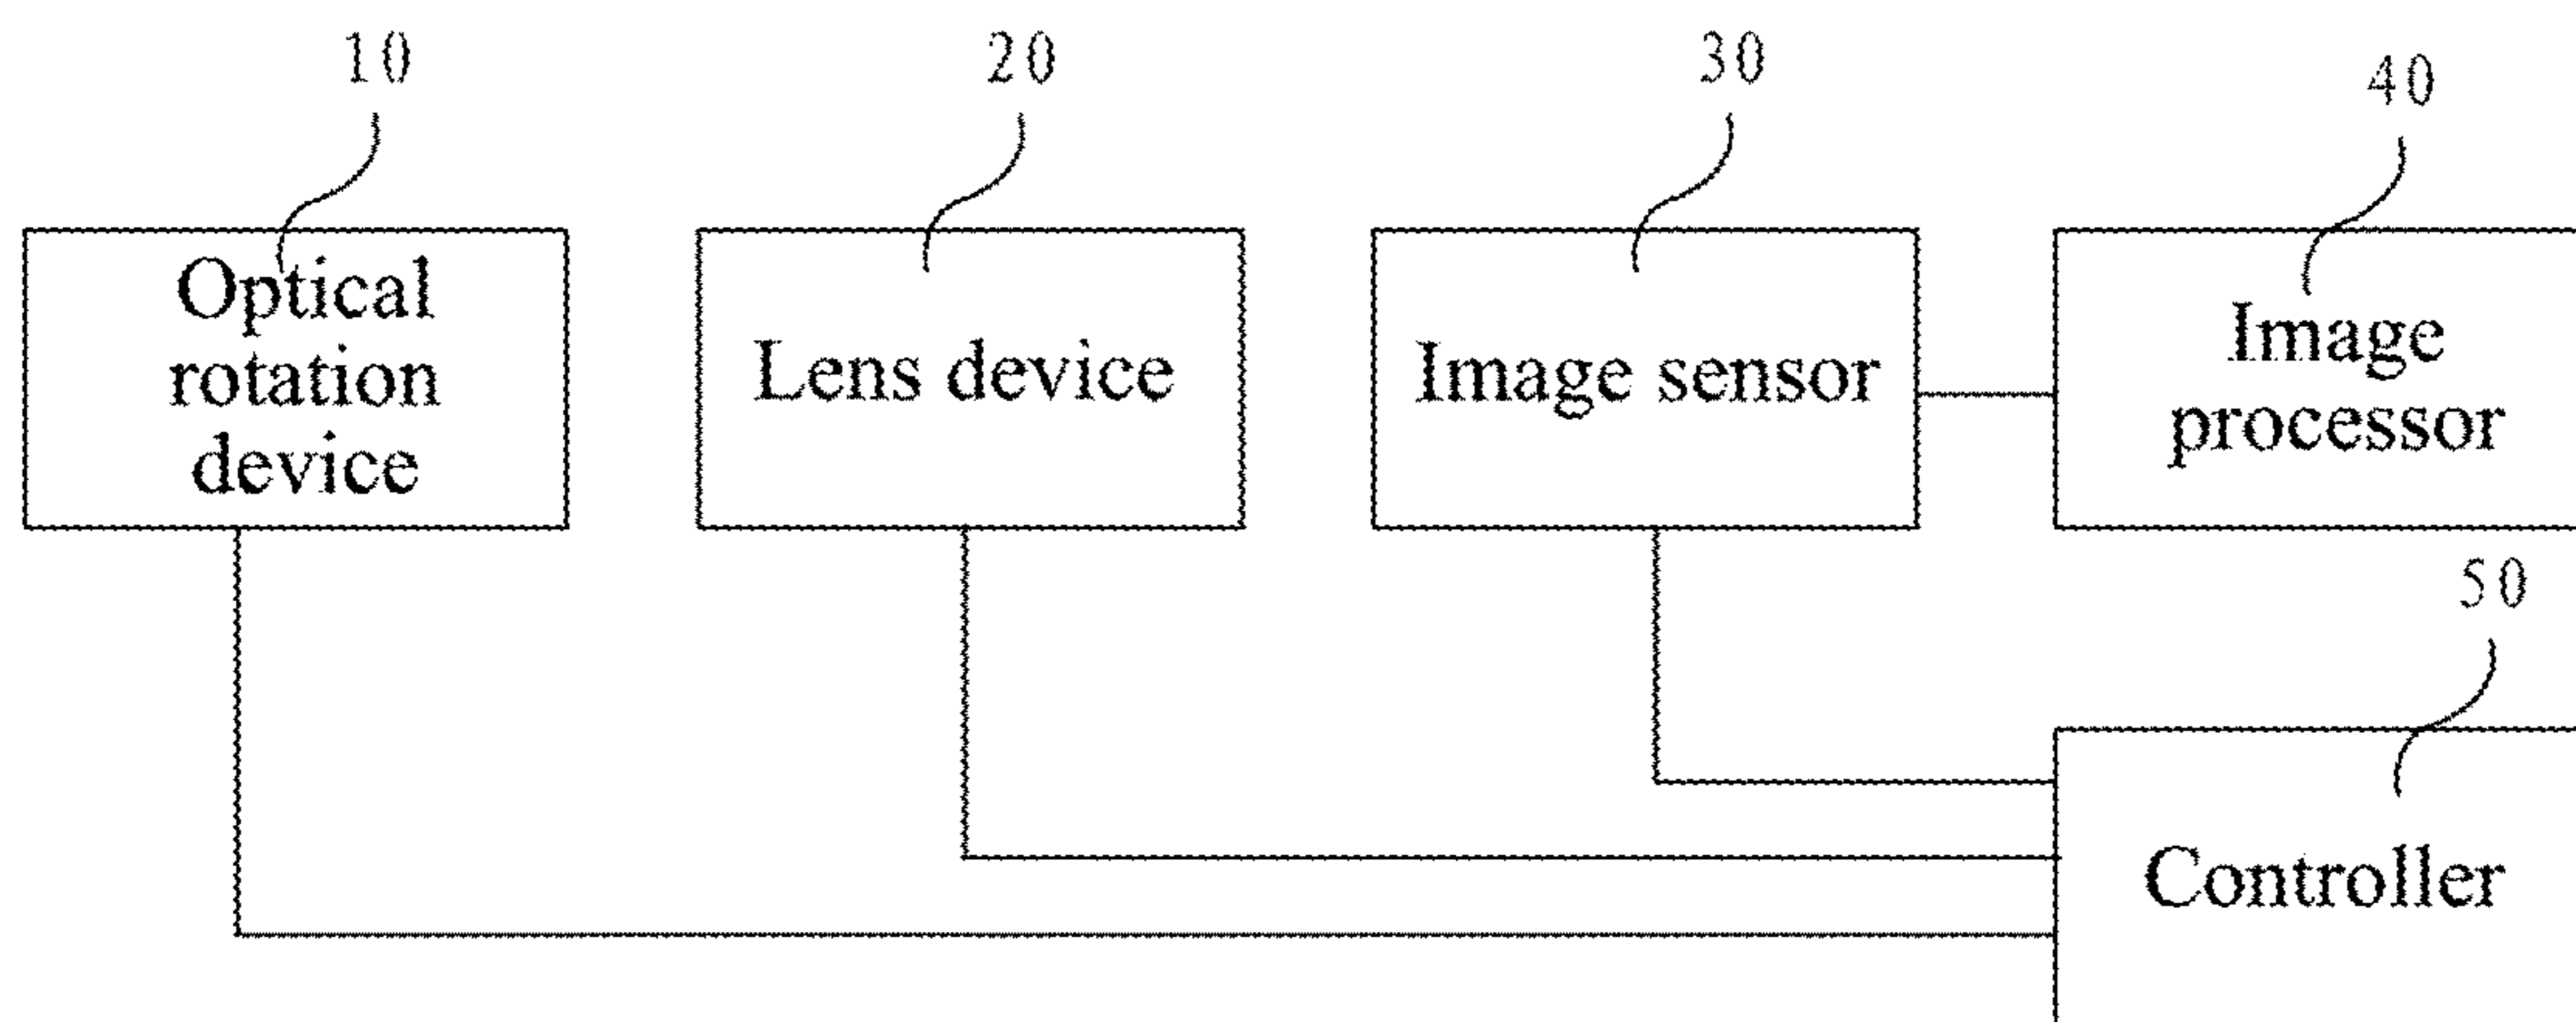 10
20
30
40
Optical
rotation
device
Lens device
Image sensor
Image
processor
50
Controller